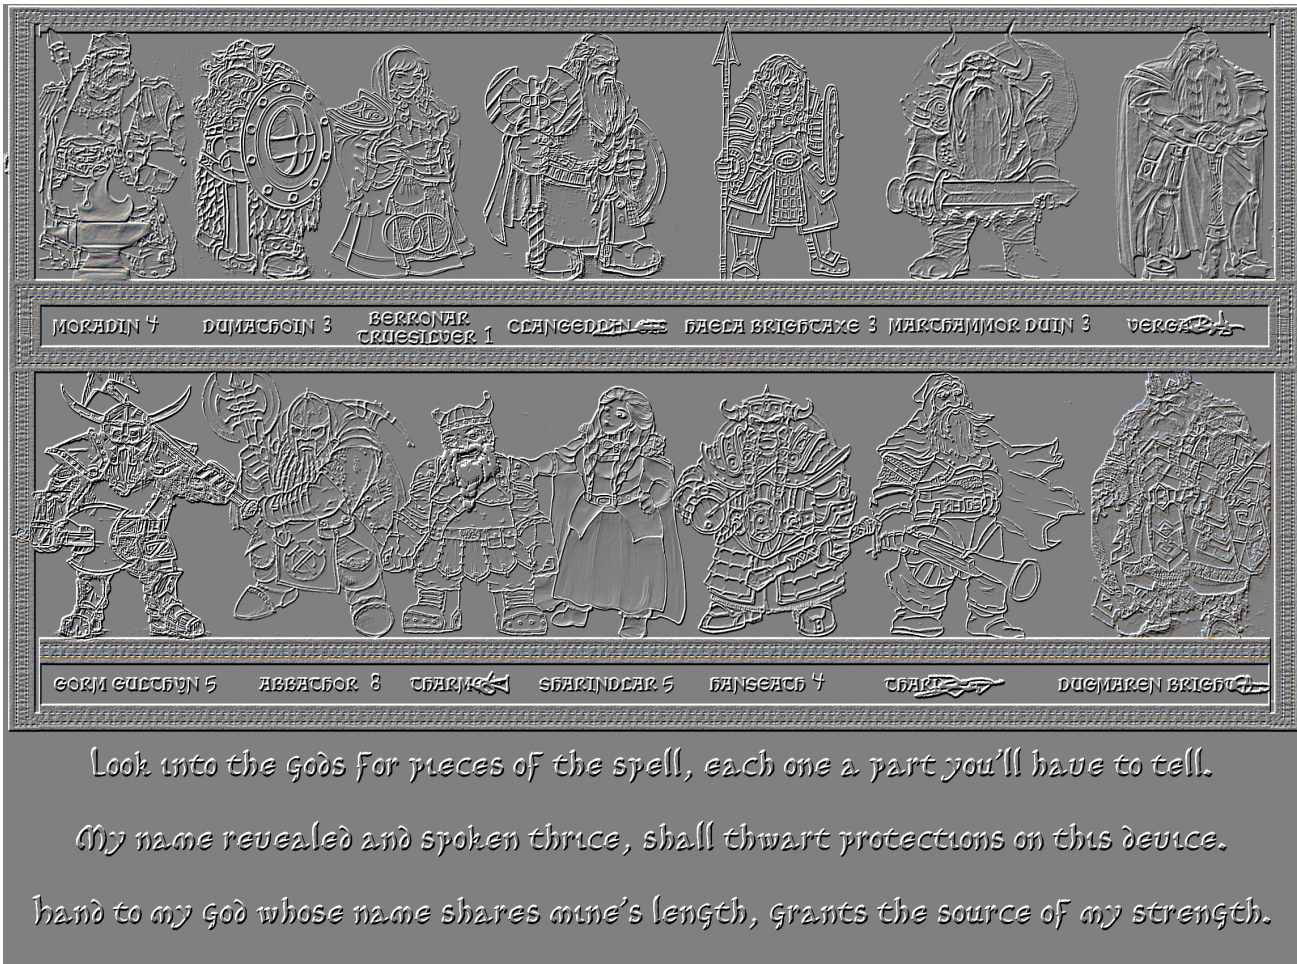 MORADIN 4 DUMATHOIN 3 BERRONAR TRUESILVER 1 HAELA BRIGHTAXE 3 MARTHAMMOR DUIN 3
GORM GULTHYN 5 ABBATHOR 8 SHARINDLAR 5 HANSEATH 4 DUGMAREN
Look into the gods for pieces of the spell, each one a part you'll have to tell.
My name revealed and spoken thrice, shall thwart protections on this device.
hand to my god whose name shares mine's length, grants the source of my strength.